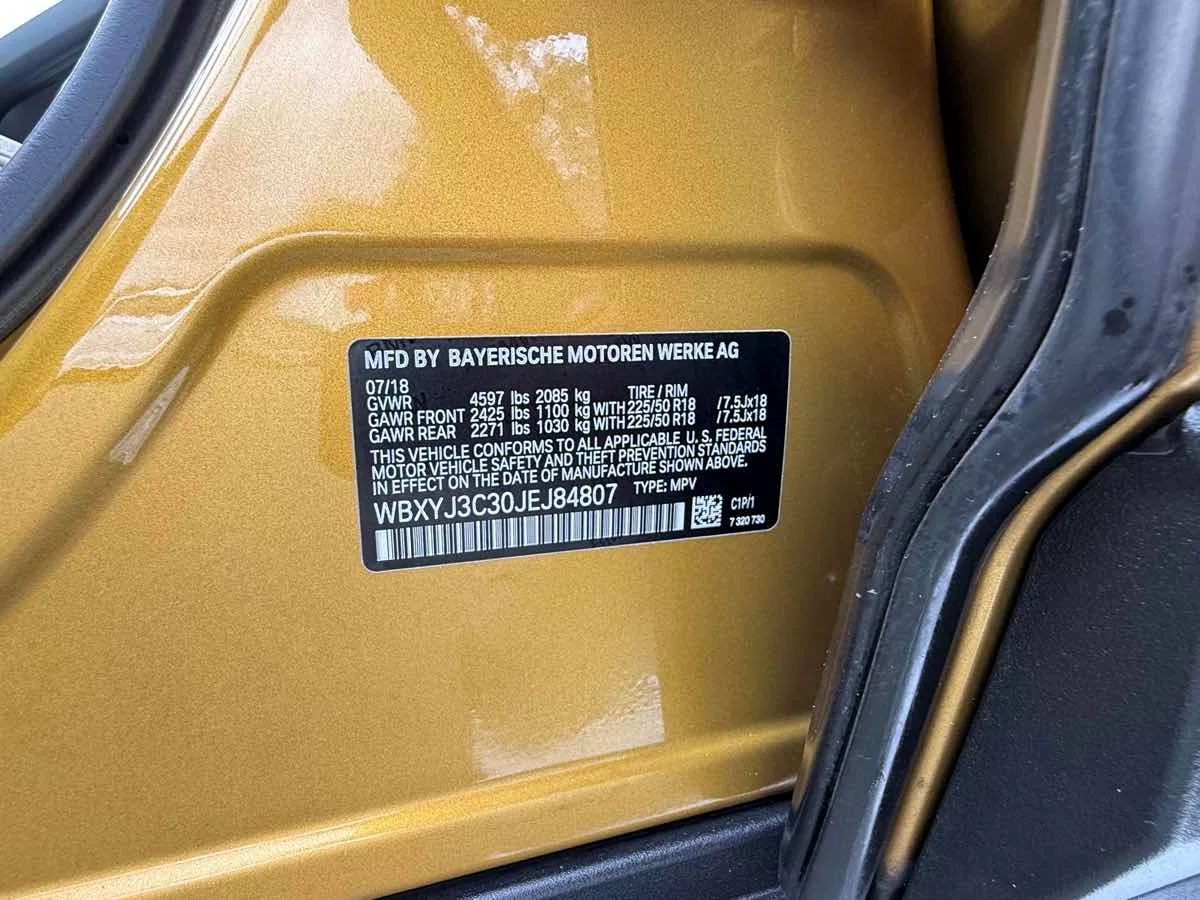 MFD BY BAYERISCHE MOTOREN WERKE AG
07/18 TIRE / RIM
GVWR 4597 lbs 2085 kg
GAWR FRONT 2425 lbs 1100 kg WITH 225/50 R18 /7.5Jx18
GAWR REAR 2271 lbs 1030 kg WITH 225/50 R18 /7.5Jx18
THIS VEHICLE CONFORMS TO ALL APPLICABLE U. S. FEDERAL
MOTOR VEHICLE SAFETY AND THEFT PREVENTION STANDARDS
IN EFFECT ON THE DATE OF MANUFACTURE SHOWN ABOVE.
WBXYJ3C30JEJ84807 TYPE: MPV
C1P/1
7 320 730